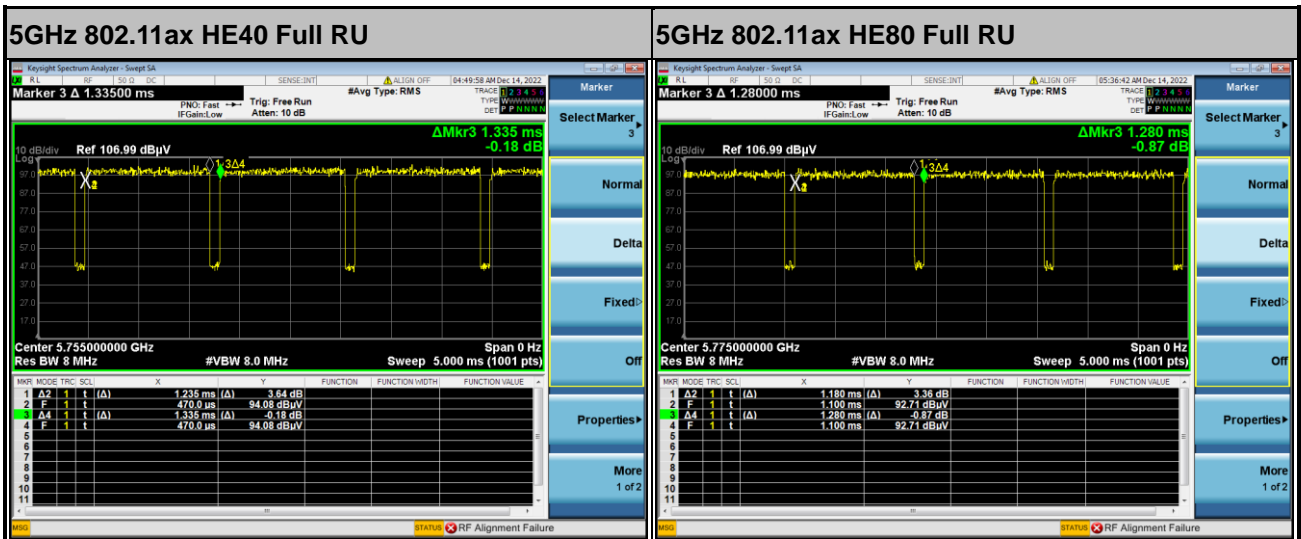 5GHz 802.11ax HE40 Full RU
Keysight Spectrum Analyzer - Swept SA
RL RF 50 Ω DC SENSE:INT ALIGN OFF 04:49:58 AM Dec 14, 2022
Marker 3 Δ 1.33500 ms
#Avg Type: RMS
TRACE 1 2 3 4 5 6
PNO: Fast
Trig: Free Run
TYPE WWWWWW
IFGain:Low
Atten: 10 dB
DET P P N N N N
ΔMkr3 1.335 ms
-0.18 dB
10 dB/div Ref 106.99 dBµV
Log
97.0
87.0
77.0
67.0
57.0
47.0
37.0
27.0
17.0
3Δ4
Center 5.755000000 GHz Span 0 Hz
Res BW 8 MHz #VBW 8.0 MHz Sweep 5.000 ms (1001 pts)
MKR MODE TRC SCL X Y FUNCTION FUNCTION WIDTH FUNCTION VALUE
1 Δ2 1 t (Δ) 1.235 ms (Δ) 3.64 dB
2 F 1 t 470.0 µs 94.08 dBµV
3 Δ4 1 t (Δ) 1.335 ms (Δ) -0.18 dB
4 F 1 t 470.0 µs 94.08 dBµV
5
6
7
8
9
10
11
MSG STATUS RF Alignment Failure
Marker
Select Marker
3
Normal
Delta
Fixed
Off
Properties
More
1 of 2
5GHz 802.11ax HE80 Full RU
Keysight Spectrum Analyzer - Swept SA
RL RF 50 Ω DC SENSE:INT ALIGN OFF 05:36:42 AM Dec 14, 2022
Marker 3 Δ 1.28000 ms
#Avg Type: RMS
TRACE 1 2 3 4 5 6
PNO: Fast
Trig: Free Run
TYPE WWWWWW
IFGain:Low
Atten: 10 dB
DET P P N N N N
ΔMkr3 1.280 ms
-0.87 dB
10 dB/div Ref 106.99 dBµV
Log
97.0
87.0
77.0
67.0
57.0
47.0
37.0
27.0
17.0
3Δ4
Center 5.775000000 GHz Span 0 Hz
Res BW 8 MHz #VBW 8.0 MHz Sweep 5.000 ms (1001 pts)
MKR MODE TRC SCL X Y FUNCTION FUNCTION WIDTH FUNCTION VALUE
1 Δ2 1 t (Δ) 1.180 ms (Δ) 3.36 dB
2 F 1 t 1.100 ms 92.71 dBµV
3 Δ4 1 t (Δ) 1.280 ms (Δ) -0.87 dB
4 F 1 t 1.100 ms 92.71 dBµV
5
6
7
8
9
10
11
MSG STATUS RF Alignment Failure
Marker
Select Marker
3
Normal
Delta
Fixed
Off
Properties
More
1 of 2